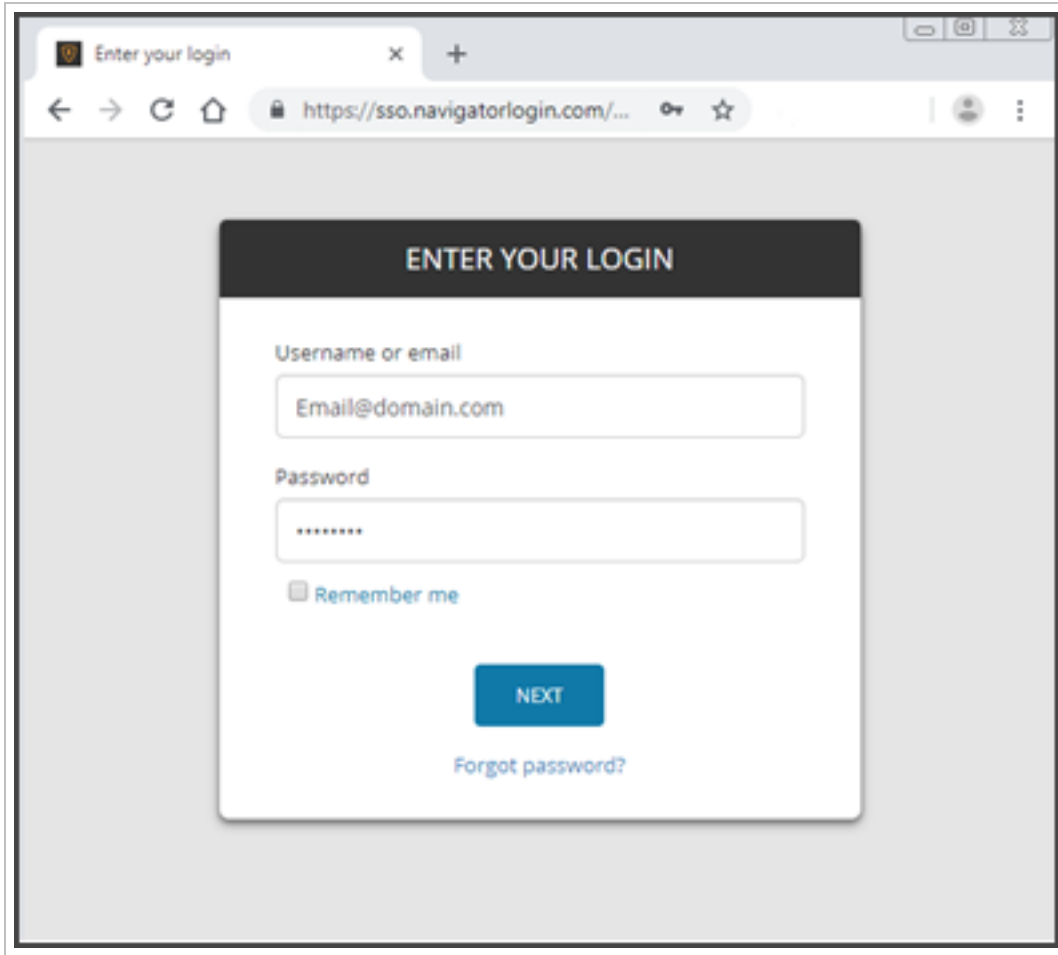 Enter your login
https://sso.navigatorlogin.com/...
ENTER YOUR LOGIN
Username or email
Email@domain.com
Password
••••••••
Remember me
NEXT
Forgot password?